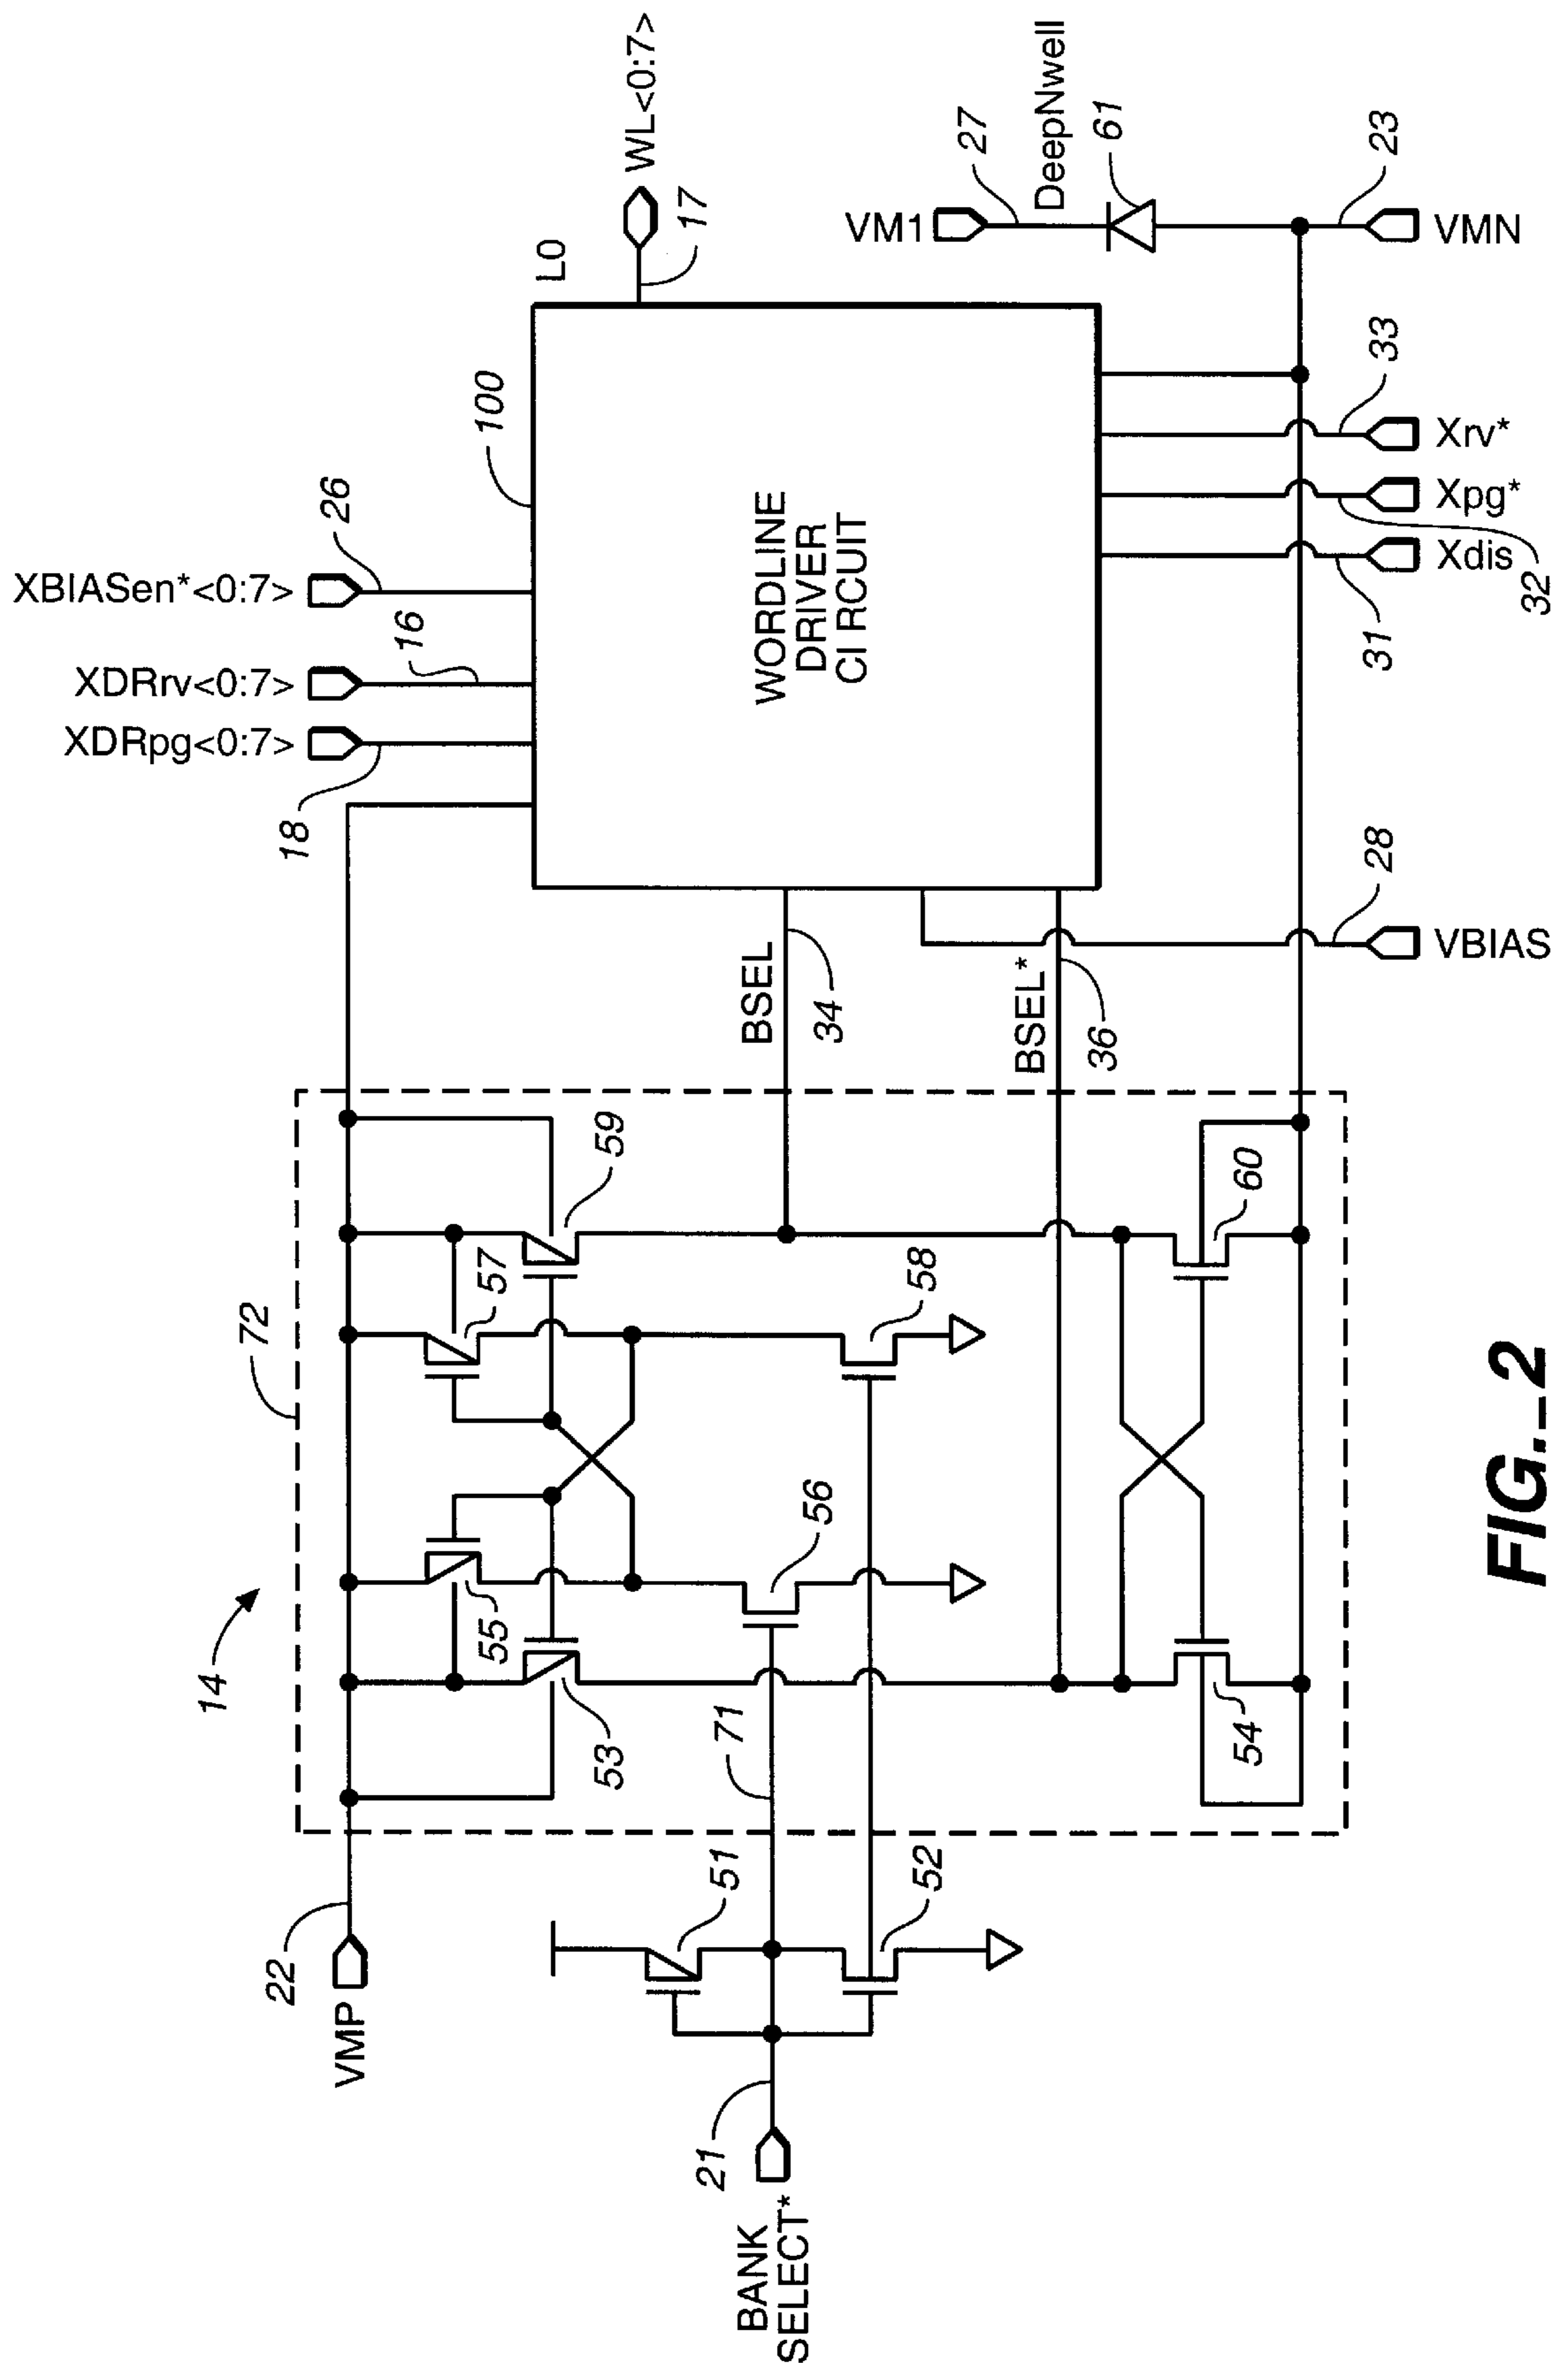 XBIASen*<0:7>
26
XDRrv<0:7>
16
XDRpg<0:7>
18
100
L0
WL<0:7>
17
WORDLINE
DRIVER
CI RCUIT
VM1
27
DeepNwell
61
23
VMN
33
Xrv*
Xpg*
32
Xdis
31
28
VBIAS
BSEL
34
BSEL*
36
72
14
59
57
58
60
56
55
53
54
71
22
VMP
51
52
21
BANK
SELECT*
FIG._2